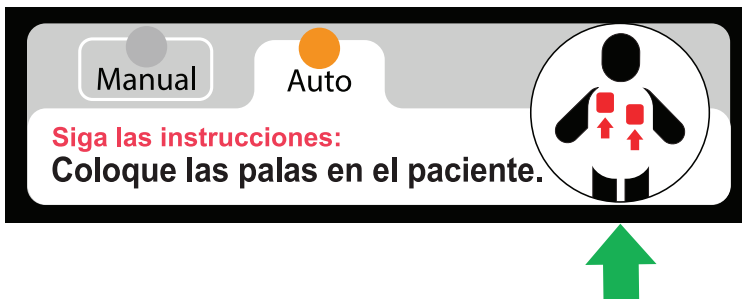 Manual
Auto
Siga las instrucciones:
Coloque las palas en el paciente.